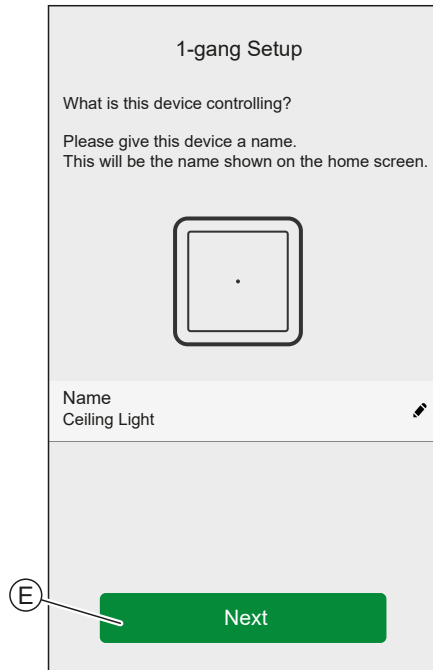 1-gang Setup
What is this device controlling?
Please give this device a name.
This will be the name shown on the home screen.
Name
Ceiling Light
E
Next